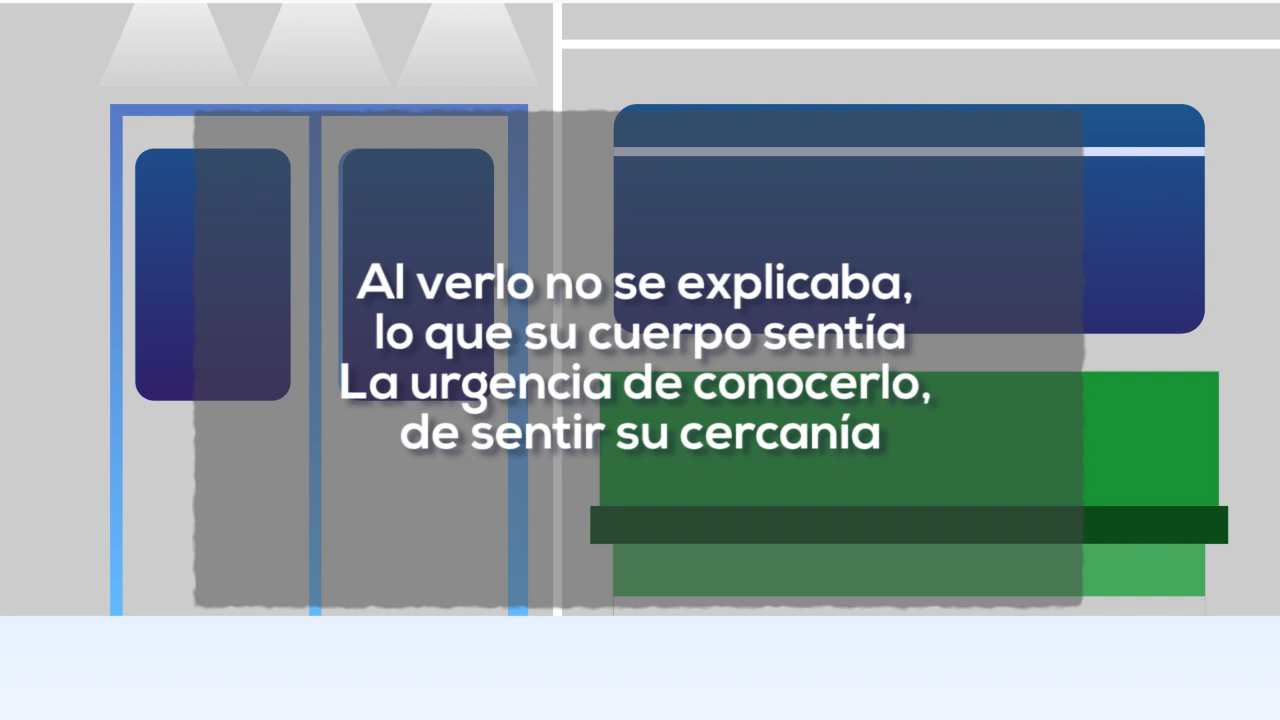 Al verlo no se explicaba,
lo que su cuerpo sentía
La urgencia de conocerlo,
de sentir su cercanía